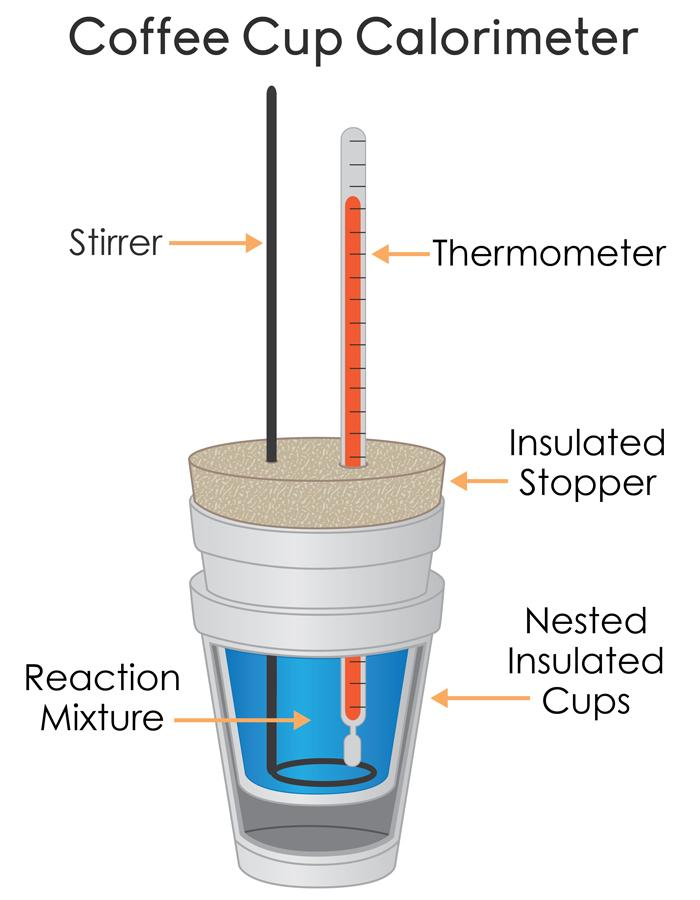 Coffee Cup Calorimeter
Stirrer
Thermometer
Insulated
Stopper
Nested
Insulated
Cups
Reaction
Mixture